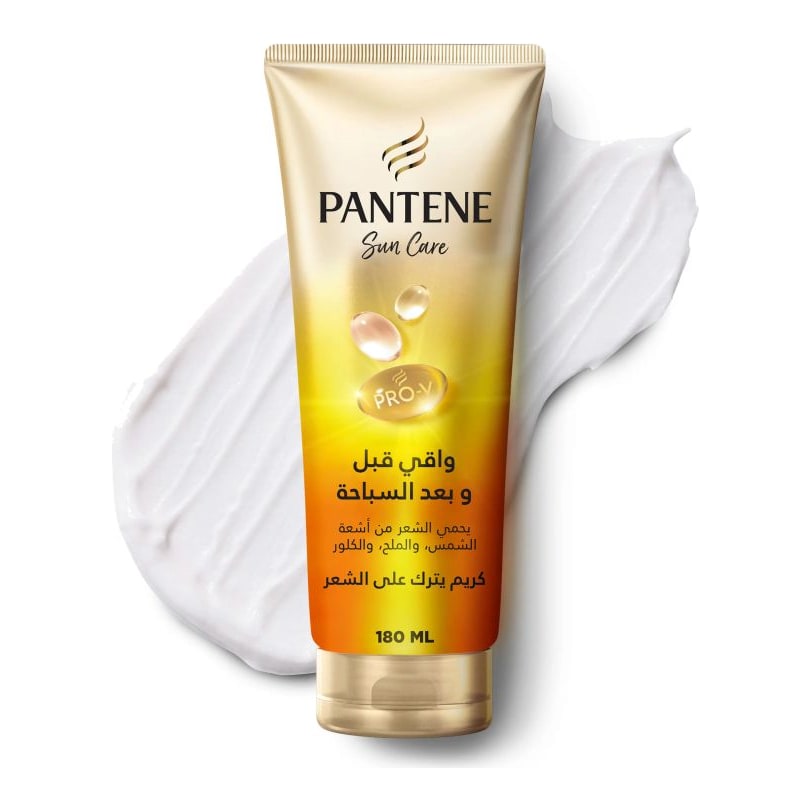 PANTENE
Sun Care
PRO-V
واقي قبل
و بعد السباحة
يحمي الشعر من أشعة
الشمس، والملح، والكلور
كريم يترك على الشعر
180 ML